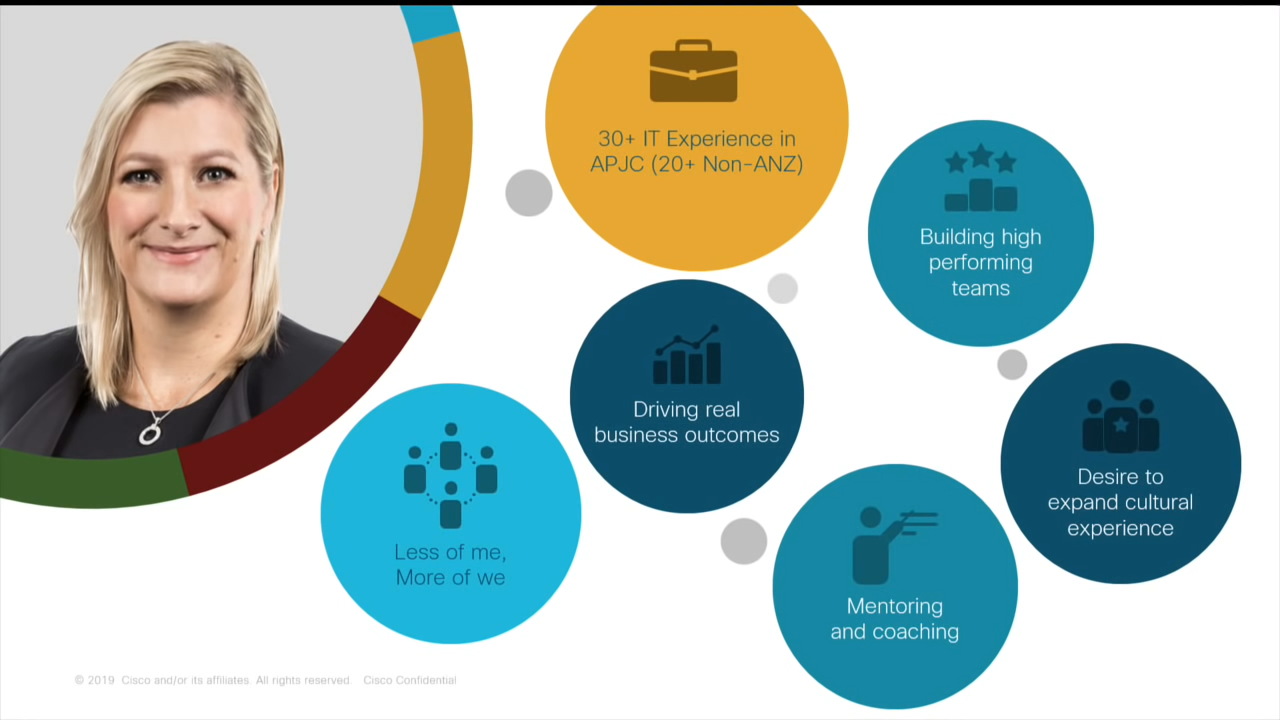 30+ IT Experience in
APJC (20+ Non-ANZ)
Building high
performing
teams
Driving real
business outcomes
Desire to
expand cultural
experience
Less of me,
More of we
Mentoring
and coaching
© 2019 Cisco and/or its affiliates. All rights reserved. Cisco Confidential